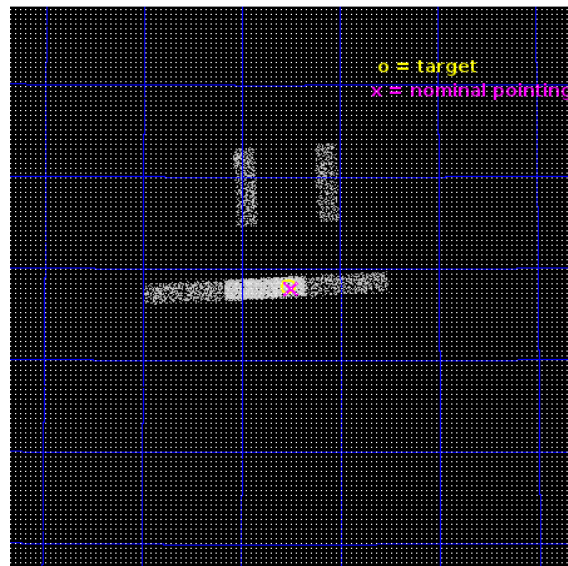 o = target
x = nominal pointing